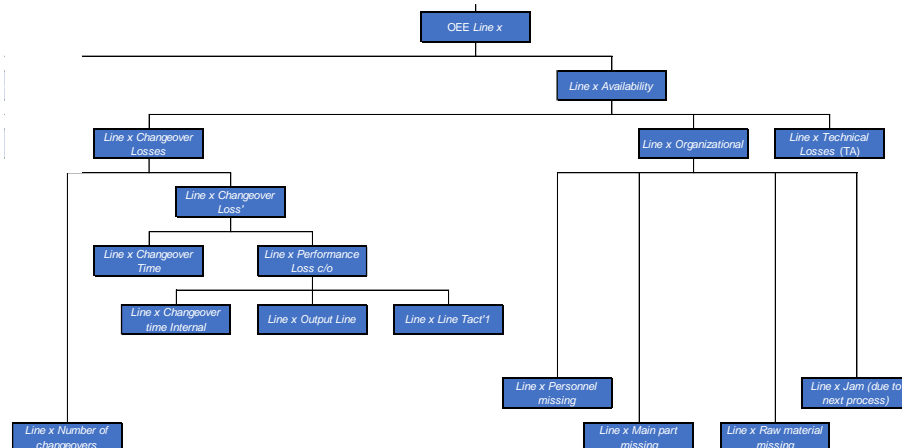 OEE Line x
Line x Availability
Line x Changeover
Losses
Line x Organizational
Line x Technical
Losses (TA)
Line x Changeover
Loss'
Line x Changeover
Time
Line x Performance
Loss c/o
Line x Changeover
time Internal
Line x Output Line
Line x Line Tact'1
Line x Personnel
missing
Line x Jam (due to
next process)
Line x Number of
changeovers
Line x Main part
missing
Line x Raw material
missing